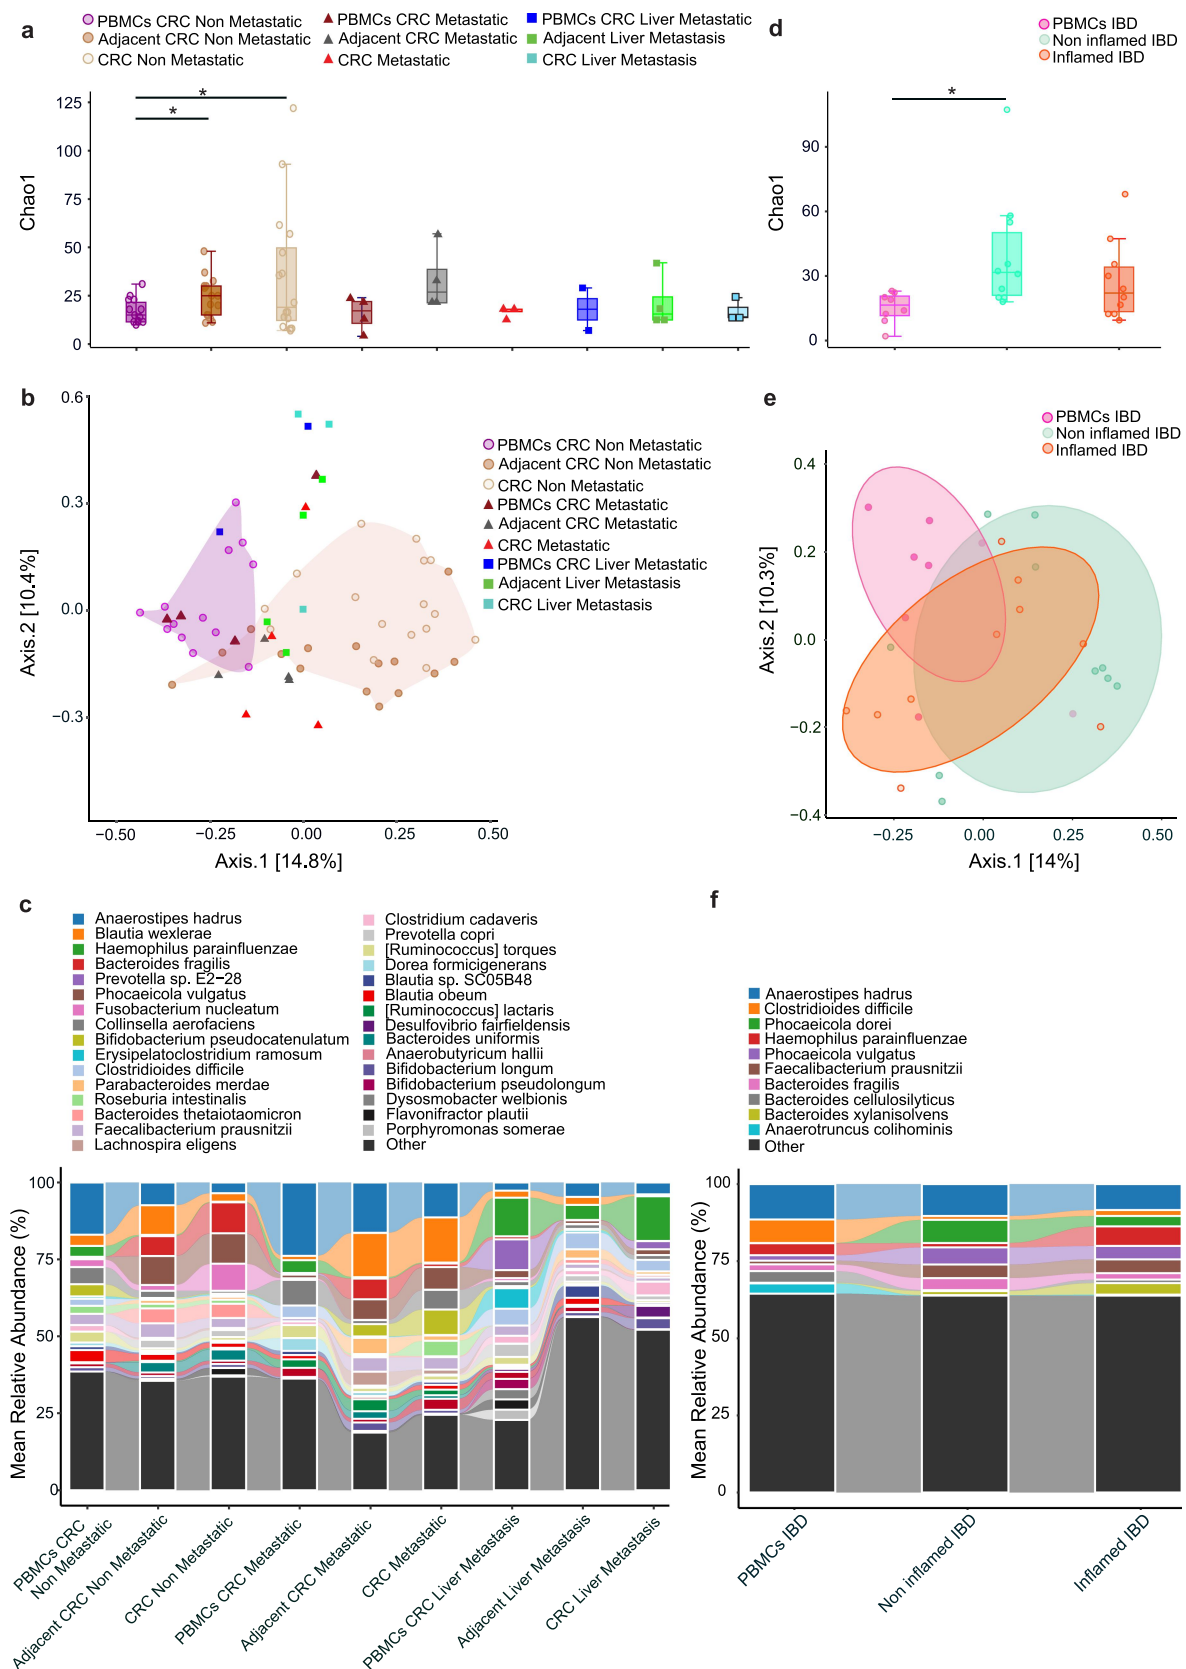 a
PBMCs CRC Non Metastatic
Adjacent CRC Non Metastatic
CRC Non Metastatic
PBMCs CRC Metastatic
Adjacent CRC Metastatic
CRC Metastatic
PBMCs CRC Liver Metastatic
Adjacent Liver Metastasis
CRC Liver Metastasis
Chao1
125
100
75
50
25
0
*
*
d
PBMCs IBD
Non inflamed IBD
Inflamed IBD
Chao1
90
60
30
0
*
b
0.6
0.3
0.0
−0.3
Axis.2 [10.4%]
−0.50
−0.25
0.00
0.25
0.50
Axis.1 [14.8%]
PBMCs CRC Non Metastatic
Adjacent CRC Non Metastatic
CRC Non Metastatic
PBMCs CRC Metastatic
Adjacent CRC Metastatic
CRC Metastatic
PBMCs CRC Liver Metastatic
Adjacent Liver Metastasis
CRC Liver Metastasis
e
PBMCs IBD
Non inflamed IBD
Inflamed IBD
0.4
0.2
0.0
−0.2
−0.4
Axis.2 [10.3%]
−0.25
0.00
0.25
0.50
Axis.1 [14%]
c
Anaerostipes hadrus
Blautia wexlerae
Haemophilus parainfluenzae
Bacteroides fragilis
Prevotella sp. E2−28
Phocaeicola vulgatus
Fusobacterium nucleatum
Collinsella aerofaciens
Bifidobacterium pseudocatenulatum
Erysipelatoclostridium ramosum
Clostridioides difficile
Parabacteroides merdae
Roseburia intestinalis
Bacteroides thetaiotaomicron
Faecalibacterium prausnitzii
Lachnospira eligens
Clostridium cadaveris
Prevotella copri
[Ruminococcus] torques
Dorea formicigenerans
Blautia sp. SC05B48
Blautia obeum
[Ruminococcus] lactaris
Desulfovibrio fairfieldensis
Bacteroides uniformis
Anaerobutyricum hallii
Bifidobacterium longum
Bifidobacterium pseudolongum
Dysosmobacter welbionis
Flavonifractor plautii
Porphyromonas somerae
Other
Mean Relative Abundance (%)
100
75
50
25
0
PBMCs CRC
Non Metastatic
Adjacent CRC Non Metastatic
CRC Non Metastatic
PBMCs CRC Metastatic
Adjacent CRC Metastatic
CRC Metastatic
PBMCs CRC Liver Metastasis
Adjacent Liver Metastasis
CRC Liver Metastasis
f
Anaerostipes hadrus
Clostridioides difficile
Phocaeicola dorei
Haemophilus parainfluenzae
Phocaeicola vulgatus
Faecalibacterium prausnitzii
Bacteroides fragilis
Bacteroides cellulosilyticus
Bacteroides xylanisolvens
Anaerotruncus colihominis
Other
Mean Relative Abundance (%)
100
75
50
25
0
PBMCs IBD
Non inflamed IBD
Inflamed IBD